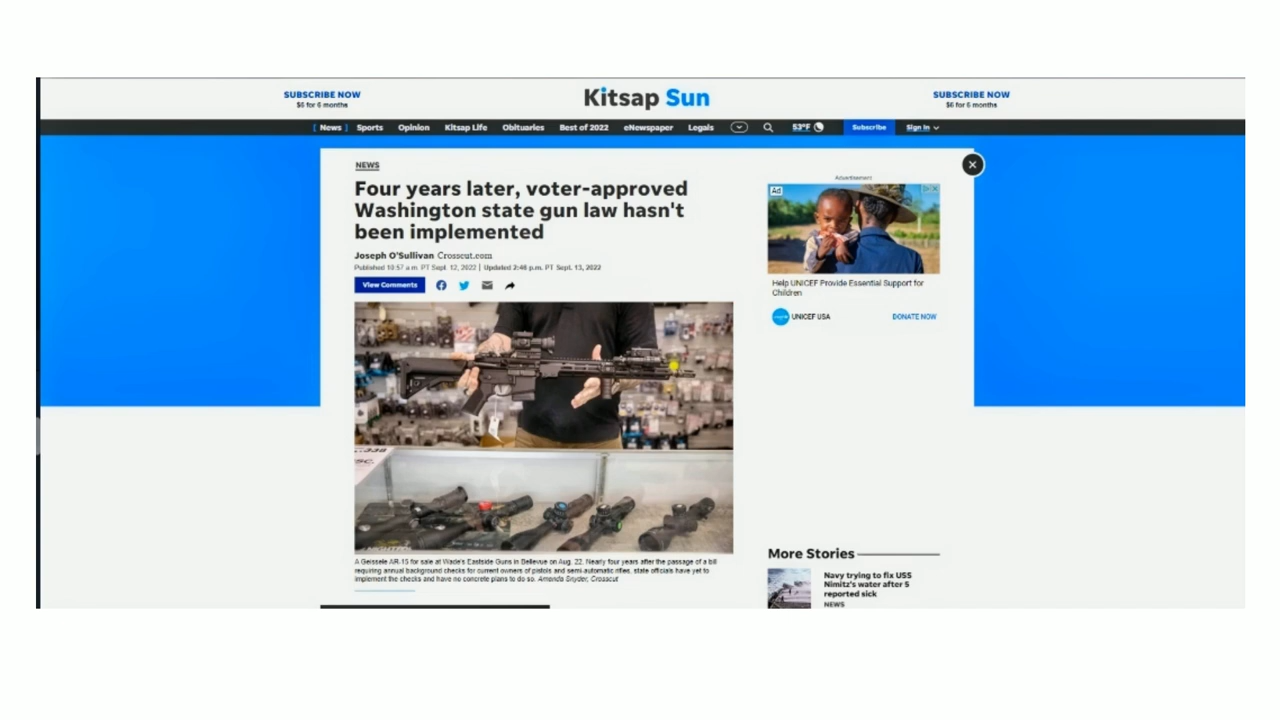 SUBSCRIBE NOW
$6 for 6 months
Kitsap Sun
SUBSCRIBE NOW
$6 for 6 months
[ News ] Sports Opinion Kitsap Life Obituaries Best of 2022 eNewspaper Legals 53°F Subscribe Sign In
NEWS
Four years later, voter-approved
Washington state gun law hasn't
been implemented
Joseph O'Sullivan Crosscut.com
Published 10:57 a.m. PT Sept. 12, 2022 | Updated 2:46 p.m. PT Sept. 13, 2022
View Comments
A Geissele AR-15 for sale at Wade's Eastside Guns in Bellevue on Aug. 22. Nearly four years after the passage of a bill
requiring annual background checks for current owners of pistols and semi-automatic rifles, state officials have yet to
implement the checks and have no concrete plans to do so. Amanda Snyder, Crosscut
Advertisement
Ad
Help UNICEF Provide Essential Support for
Children
UNICEF USA
DONATE NOW
More Stories
Navy trying to fix USS
Nimitz's water after 5
reported sick
NEWS